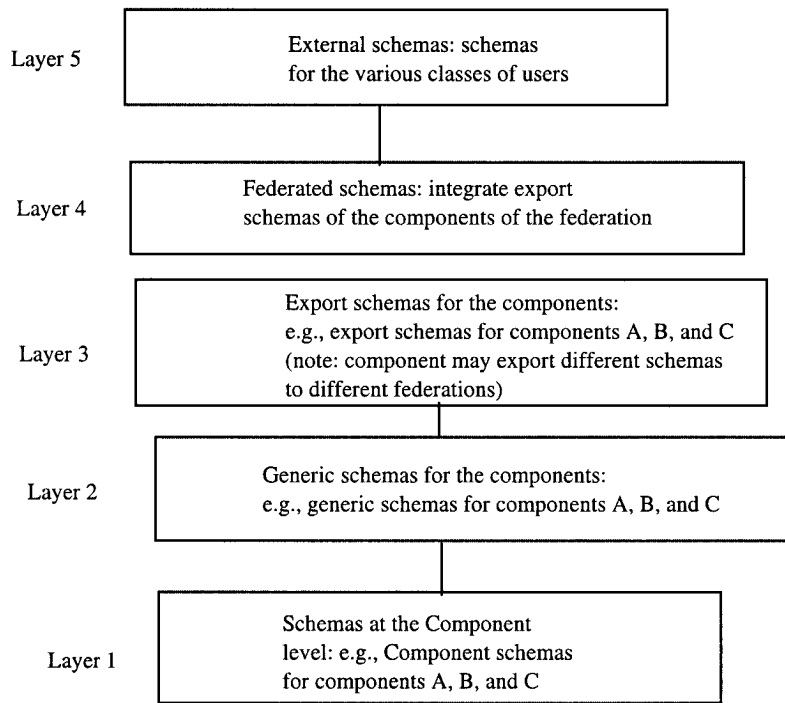 Layer 5
External schemas: schemas
for the various classes of users
Layer 4
Federated schemas: integrate export
schemas of the components of the federation
Layer 3
Export schemas for the components:
e.g., export schemas for components A, B, and C
(note: component may export different schemas
to different federations)
Layer 2
Generic schemas for the components:
e.g., generic schemas for components A, B, and C
Layer 1
Schemas at the Component
level: e.g., Component schemas
for components A, B, and C